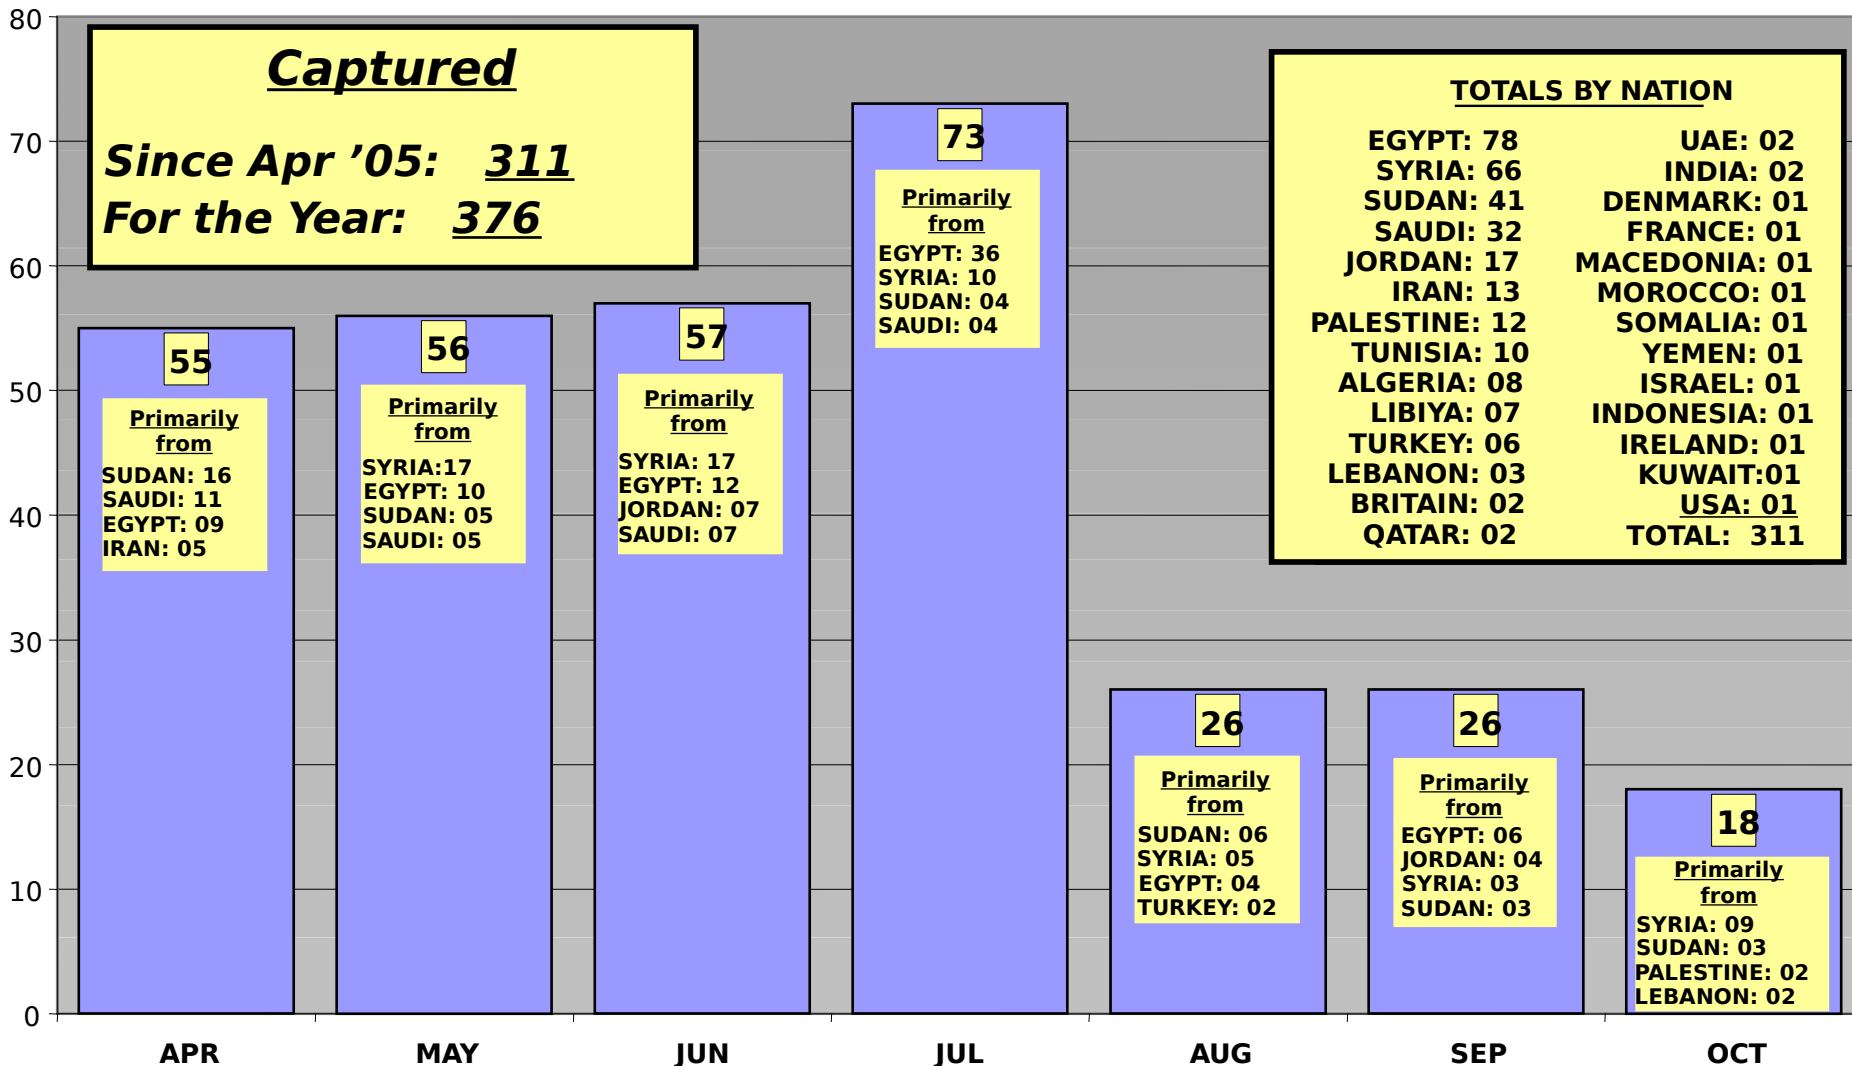 80
70
60
50
40
30
20
10
0
Captured
Since Apr ’05: 311
For the Year: 376
TOTALS BY NATION
EGYPT: 78
SYRIA: 66
SUDAN: 41
SAUDI: 32
JORDAN: 17
IRAN: 13
PALESTINE: 12
TUNISIA: 10
ALGERIA: 08
LIBIYA: 07
TURKEY: 06
LEBANON: 03
BRITAIN: 02
QATAR: 02
UAE: 02
INDIA: 02
DENMARK: 01
FRANCE: 01
MACEDONIA: 01
MOROCCO: 01
SOMALIA: 01
YEMEN: 01
ISRAEL: 01
INDONESIA: 01
IRELAND: 01
KUWAIT:01
USA: 01
TOTAL: 311
55
Primarily
from
SUDAN: 16
SAUDI: 11
EGYPT: 09
IRAN: 05
56
Primarily
from
SYRIA:17
EGYPT: 10
SUDAN: 05
SAUDI: 05
57
Primarily
from
SYRIA: 17
EGYPT: 12
JORDAN: 07
SAUDI: 07
73
Primarily
from
EGYPT: 36
SYRIA: 10
SUDAN: 04
SAUDI: 04
26
Primarily
from
SUDAN: 06
SYRIA: 05
EGYPT: 04
TURKEY: 02
26
Primarily
from
EGYPT: 06
JORDAN: 04
SYRIA: 03
SUDAN: 03
18
Primarily
from
SYRIA: 09
SUDAN: 03
PALESTINE: 02
LEBANON: 02
APR
MAY
JUN
JUL
AUG
SEP
OCT